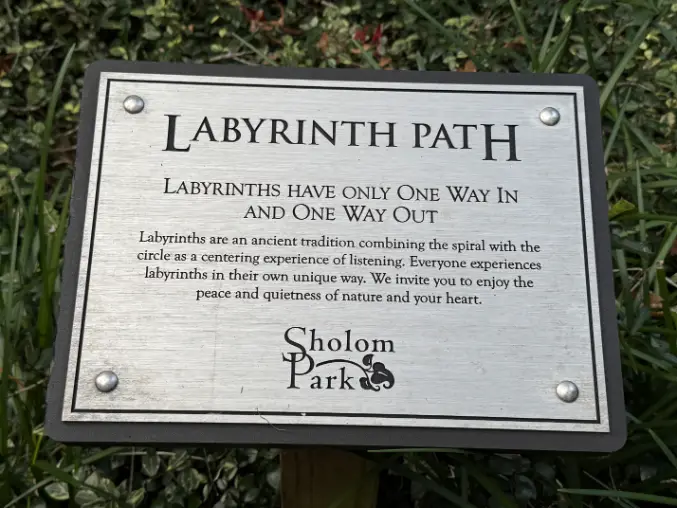 LABYRINTH PATH
LABYRINTHS HAVE ONLY ONE WAY IN
AND ONE WAY OUT
Labyrinths are an ancient tradition combining the spiral with the
circle as a centering experience of listening. Everyone experiences
labyrinths in their own unique way. We invite you to enjoy the
peace and quietness of nature and your heart.
Sholom
Park